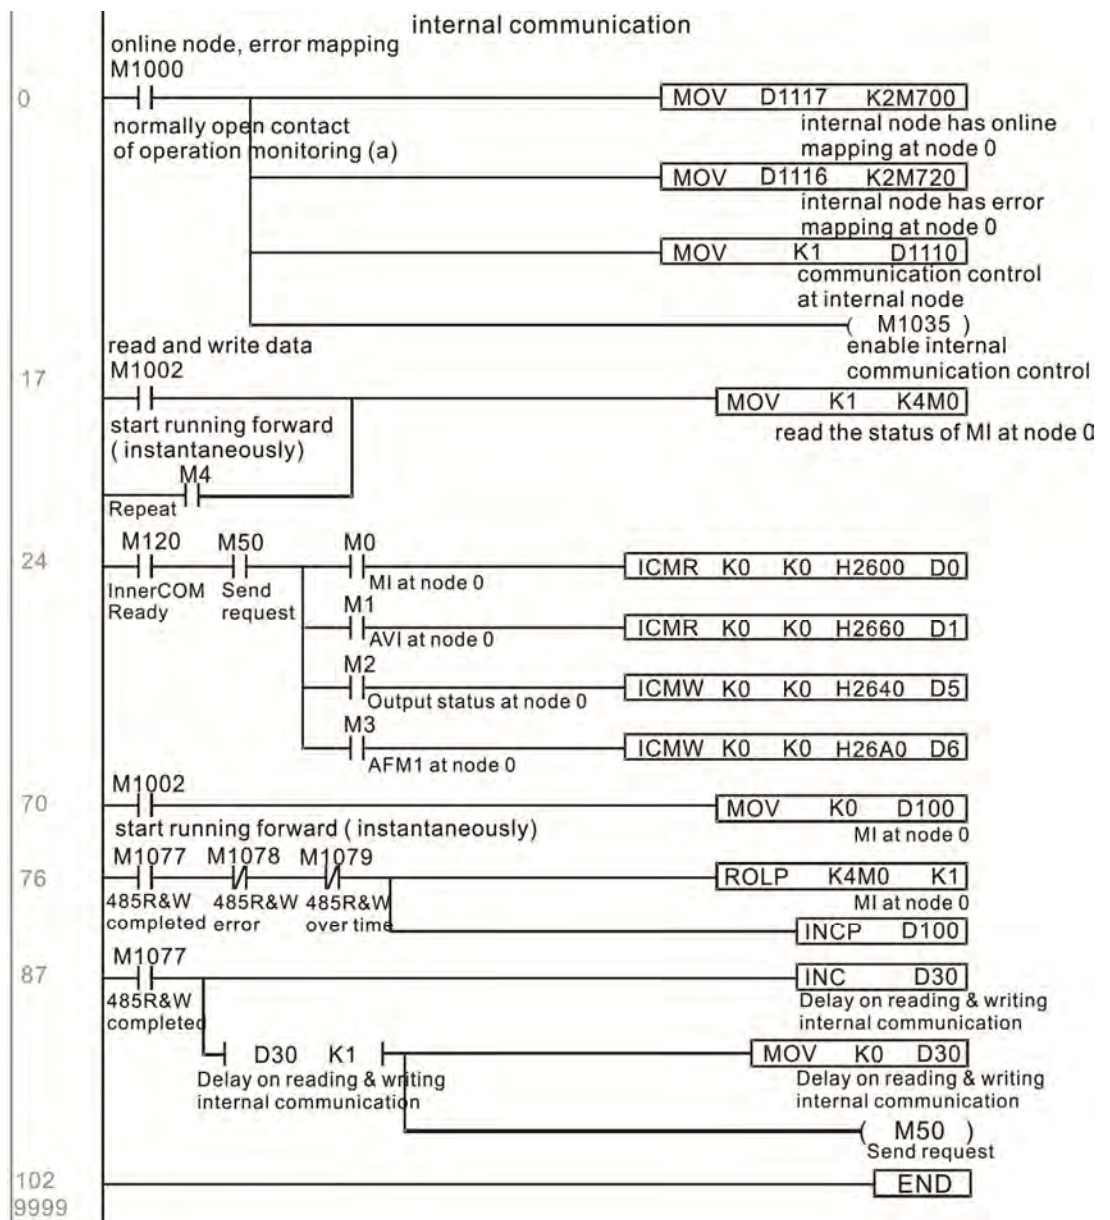 internal communication
online node, error mapping
M1000
0
MOV D1117 K2M700
normally open contact
of operation monitoring (a)
internal node has online
mapping at node 0
MOV D1116 K2M720
internal node has error
mapping at node 0
MOV K1 D1110
communication control
at internal node
( M1035 )
enable internal
communication control
read and write data
17
M1002
MOV K1 K4M0
start running forward
( instantaneously)
read the status of MI at node 0
M4
Repeat
24
M120 M50 M0
ICMR K0 K0 H2600 D0
InnerCOM
Ready
Send
request
MI at node 0
M1
ICMR K0 K0 H2660 D1
AVI at node 0
M2
ICMW K0 K0 H2640 D5
Output status at node 0
M3
ICMW K0 K0 H26A0 D6
AFM1 at node 0
70
M1002
MOV K0 D100
MI at node 0
start running forward ( instantaneously)
76
M1077 M1078 M1079
ROLP K4M0 K1
MI at node 0
485R&W
completed
485R&W
error
485R&W
over time
INCP D100
87
M1077
INC D30
485R&W
completed
Delay on reading & writing
internal communication
D30 K1
MOV K0 D30
Delay on reading & writing
internal communication
Delay on reading & writing
internal communication
( M50 )
Send request
102
END
9999